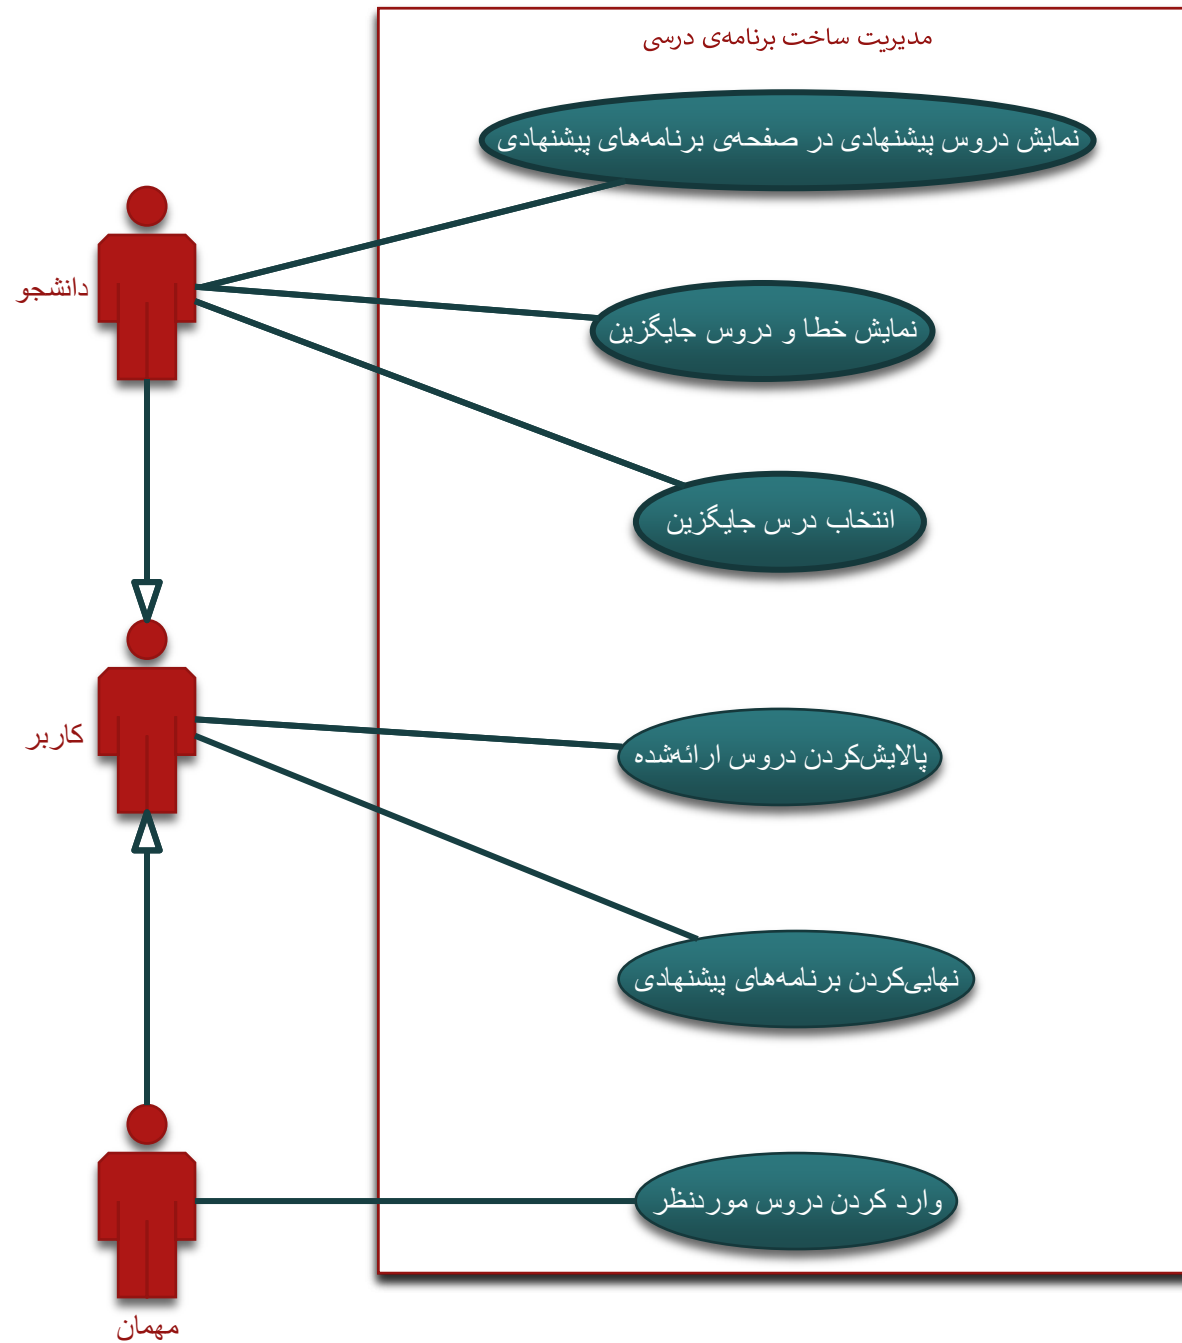 مدیریت ساخت برنامه‌ی درسی
نمایش دروس پیشنهادی در صفحه‌ی برنامه‌های پیشنهادی
دانشجو
نمایش خطا و دروس جایگزین
انتخاب درس جایگزین
کاربر
پالایش‌کردن دروس ارائه‌شده
نهایی‌کردن برنامه‌های پیشنهادی
وارد کردن دروس موردنظر
مهمان